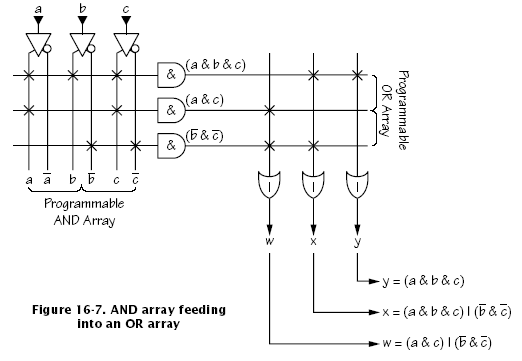 a b c
& (a & b & c)
& (a & c)
& (b̅ & c̅)
Programmable
OR Array
a a̅ b b̅ c c̅
Programmable
AND Array
| | |
w x y
y = (a & b & c)
x = (a & b & c) | (b̅ & c̅)
w = (a & c) | (b̅ & c̅)
Figure 16-7. AND array feeding
into an OR array